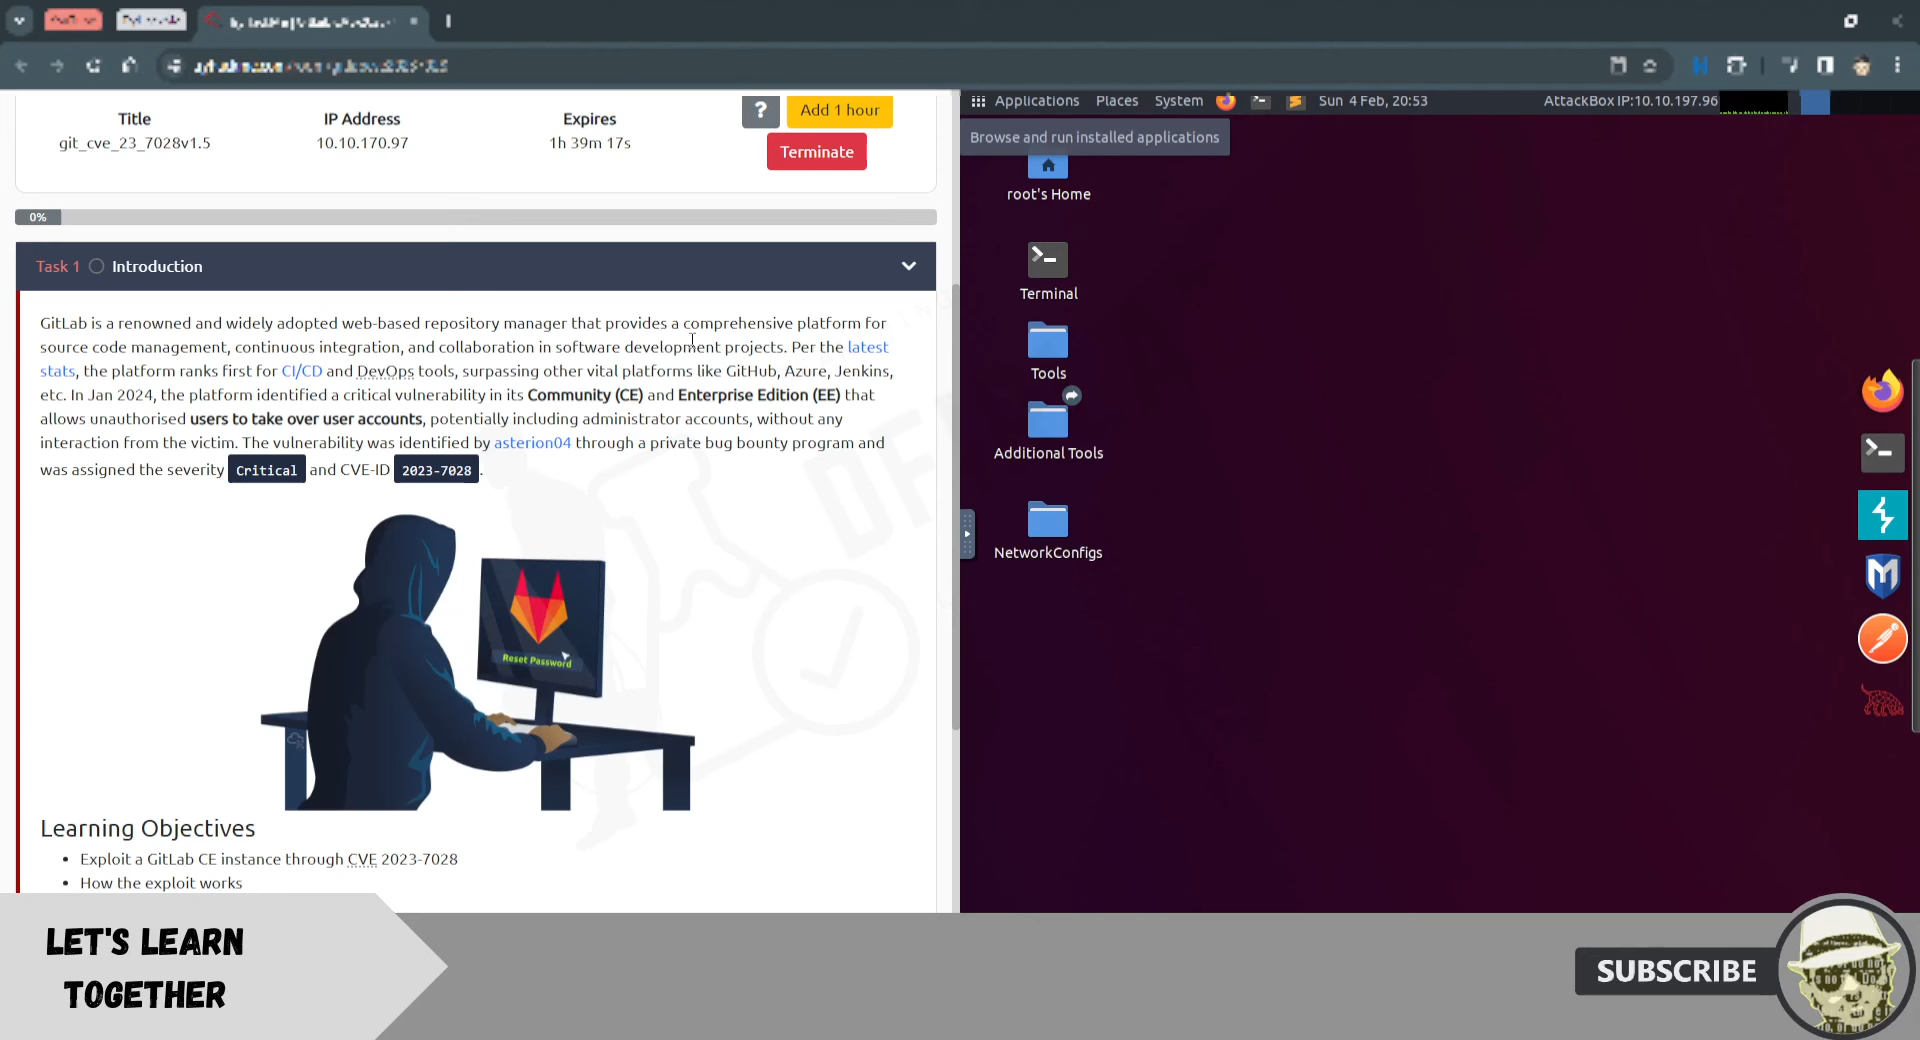 Applications Places System Sun 4 Feb, 20:53 AttackBox IP:10.10.197.96
Browse and run installed applications
Title IP Address Expires
git_cve_23_7028v1.5 10.10.170.97 1h 39m 17s
? Add 1 hour
Terminate
0%
Task 1 Introduction
GitLab is a renowned and widely adopted web-based repository manager that provides a comprehensive platform for
source code management, continuous integration, and collaboration in software development projects. Per the latest
stats, the platform ranks first for CI/CD and DevOps tools, surpassing other vital platforms like GitHub, Azure, Jenkins,
etc. In Jan 2024, the platform identified a critical vulnerability in its Community (CE) and Enterprise Edition (EE) that
allows unauthorised users to take over user accounts, potentially including administrator accounts, without any
interaction from the victim. The vulnerability was identified by asterion04 through a private bug bounty program and
was assigned the severity Critical and CVE-ID 2023-7028.
Reset Password
Learning Objectives
• Exploit a GitLab CE instance through CVE 2023-7028
• How the exploit works
root's Home
Terminal
Tools
Additional Tools
NetworkConfigs
LET'S LEARN
TOGETHER
SUBSCRIBE